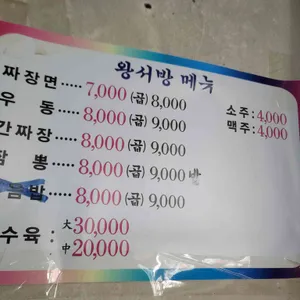 왕서방 메뉴
짜장면 ..... 7,000 (곱) 8,000
우 동 ..... 8,000 (곱) 9,000
간짜장 ..... 8,000 (곱) 9,000
짬 뽕 ..... 8,000 (곱) 9,000 밥
음밥 ..... 8,000 (곱) 9,000
수육 : 大 30,000
中 20,000
소주 : 4,000
맥주 : 4,000